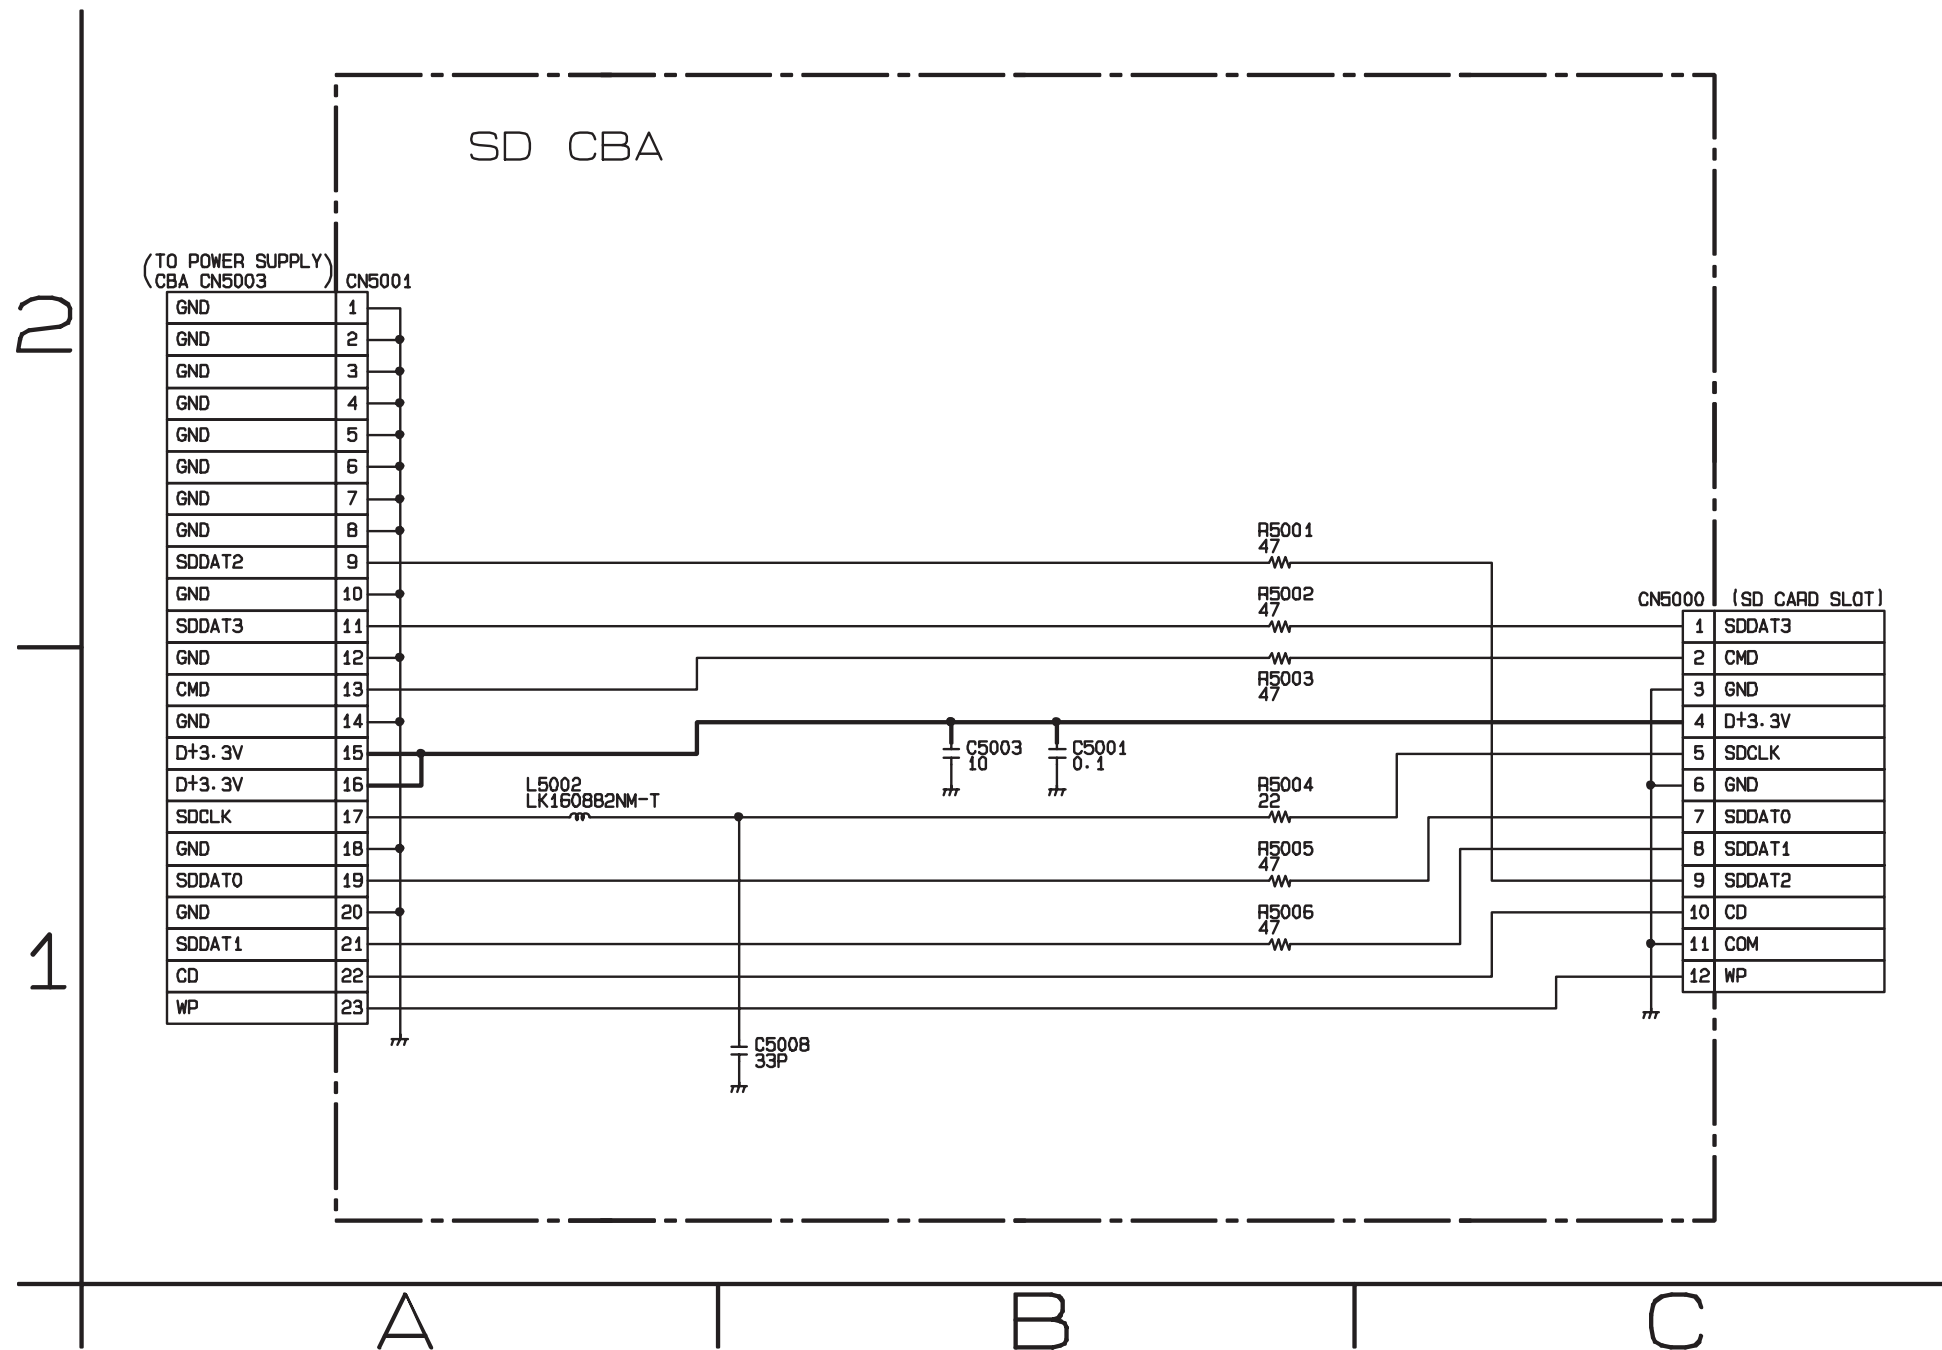 SD CBA
(TO POWER SUPPLY)
(CBA CN5003)
CN5001
GND 1
GND 2
GND 3
GND 4
GND 5
GND 6
GND 7
GND 8
SDDAT2 9
GND 10
SDDAT3 11
GND 12
CMD 13
GND 14
D+3.3V 15
D+3.3V 16
SDCLK 17
GND 18
SDDAT0 19
GND 20
SDDAT1 21
CD 22
WP 23
L5002
LK160882NM-T
C5008
33P
C5003
10
C5001
0.1
R5001
47
R5002
47
R5003
47
R5004
22
R5005
47
R5006
47
CN5000 (SD CARD SLOT)
1 SDDAT3
2 CMD
3 GND
4 D+3.3V
5 SDCLK
6 GND
7 SDDAT0
8 SDDAT1
9 SDDAT2
10 CD
11 COM
12 WP
2
1
A B C